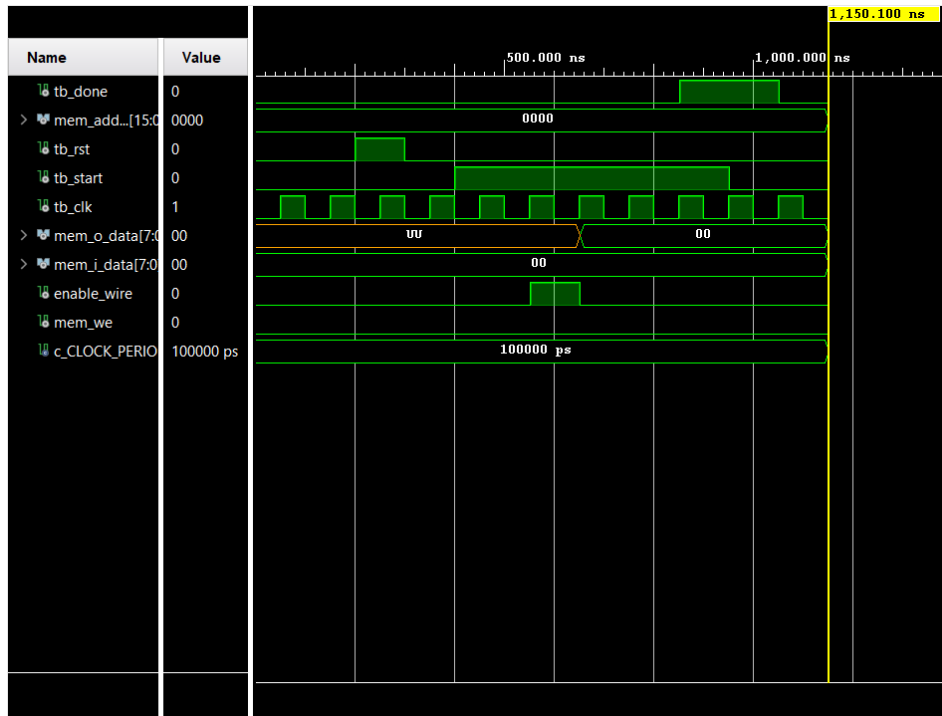 1,150.100 ns
Name Value 500.000 ns 1,000.000 ns
tb_done 0
mem_add...[15:0 0000 0000
tb_rst 0
tb_start 0
tb_clk 1
mem_o_data[7:0 00 UU 00
mem_i_data[7:0 00 00
enable_wire 0
mem_we 0
c_CLOCK_PERIO 100000 ps 100000 ps